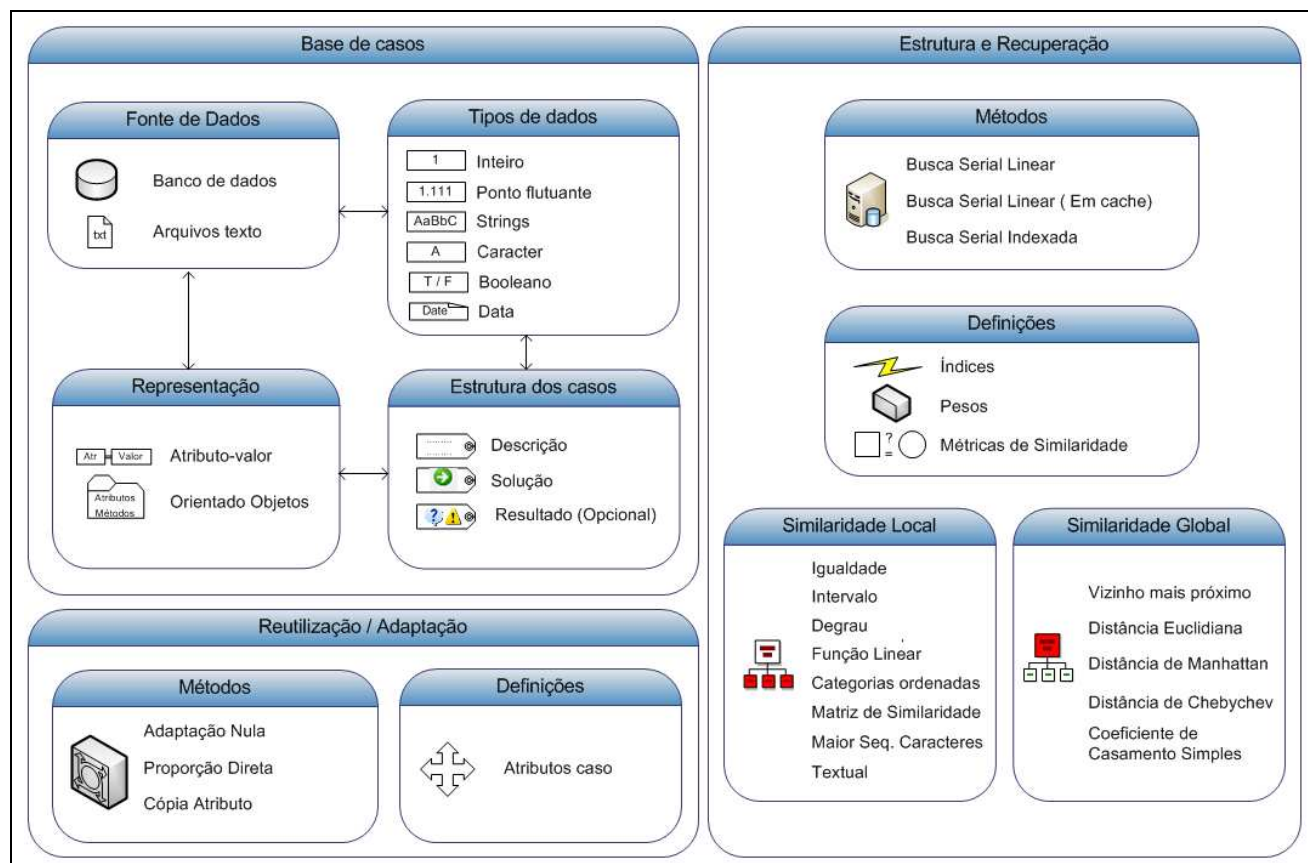 Base de casos
Fonte de Dados
Banco de dados
txt
Arquivos texto
Tipos de dados
1
Inteiro
1.111
Ponto flutuante
AaBbC
Strings
A
Caracter
T / F
Booleano
Date
Data
Representação
Atr
=
Valor
Atributo-valor
Atributos
Métodos
Orientado Objetos
Estrutura dos casos
Descrição
Solução
Resultado (Opcional)
Reutilização / Adaptação
Métodos
Adaptação Nula
Proporção Direta
Cópia Atributo
Definições
Atributos caso
Estrutura e Recuperação
Métodos
Busca Serial Linear
Busca Serial Linear ( Em cache)
Busca Serial Indexada
Definições
Índices
Pesos
?
=
Métricas de Similaridade
Similaridade Local
Igualdade
Intervalo
Degrau
Função Linear
Categorias ordenadas
Matriz de Similaridade
Maior Seq. Caracteres
Textual
Similaridade Global
Vizinho mais próximo
Distância Euclidiana
Distância de Manhattan
Distância de Chebychev
Coeficiente de
Casamento Simples